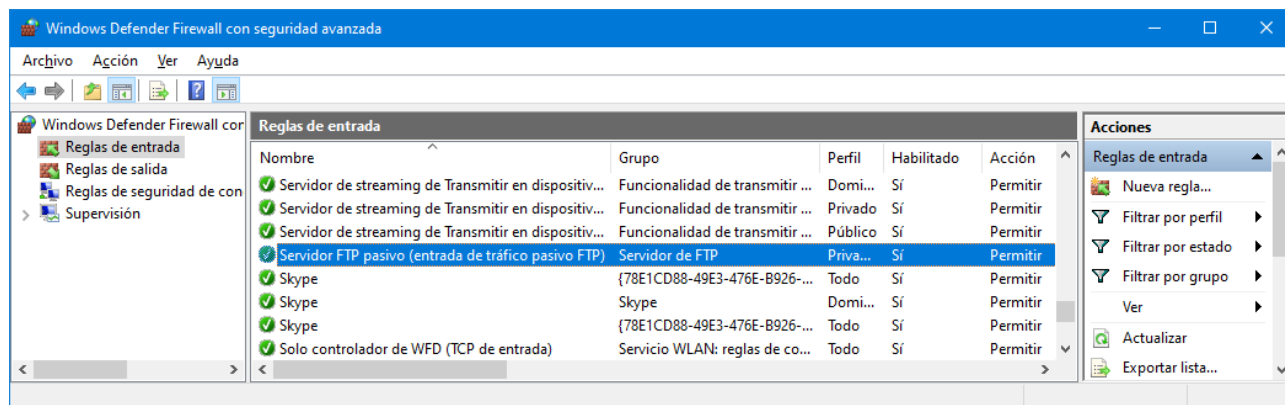 Windows Defender Firewall con seguridad avanzada
Archivo Acción Ver Ayuda
Windows Defender Firewall con
Reglas de entrada
Reglas de salida
Reglas de seguridad de con
Supervisión
Reglas de entrada
Nombre Grupo Perfil Habilitado Acción
Servidor de streaming de Transmitir en dispositiv... Funcionalidad de transmitir ... Domi... Sí Permitir
Servidor de streaming de Transmitir en dispositiv... Funcionalidad de transmitir ... Privado Sí Permitir
Servidor de streaming de Transmitir en dispositiv... Funcionalidad de transmitir ... Público Sí Permitir
Servidor FTP pasivo (entrada de tráfico pasivo FTP) Servidor de FTP Priva... Sí Permitir
Skype {78E1CD88-49E3-476E-B926-... Todo Sí Permitir
Skype Skype Domi... Sí Permitir
Skype {78E1CD88-49E3-476E-B926-... Todo Sí Permitir
Solo controlador de WFD (TCP de entrada) Servicio WLAN: reglas de co... Todo Sí Permitir
Acciones
Reglas de entrada
Nueva regla...
Filtrar por perfil
Filtrar por estado
Filtrar por grupo
Ver
Actualizar
Exportar lista...